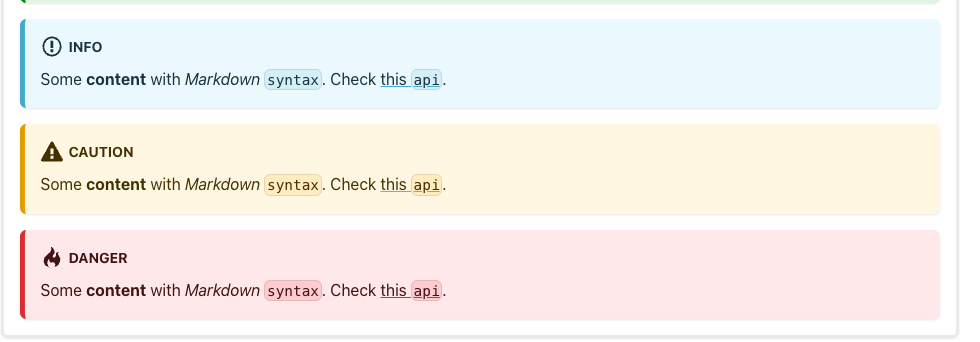 INFO
Some content with Markdown syntax. Check this api.
CAUTION
Some content with Markdown syntax. Check this api.
DANGER
Some content with Markdown syntax. Check this api.